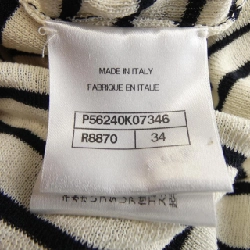 MADE IN ITALY
FABRIQUE EN ITALIE
P56240K07346
R8870 34